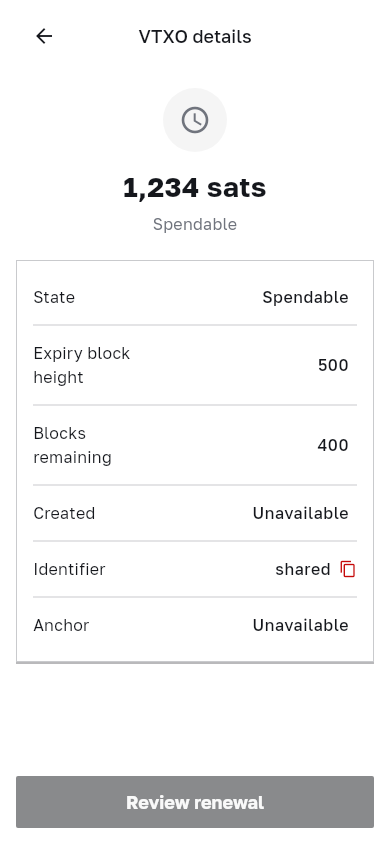 VTXO details
1,234 sats
Spendable
State Spendable
Expiry block
height 500
Blocks
remaining 400
Created Unavailable
Identifier shared
Anchor Unavailable
Review renewal